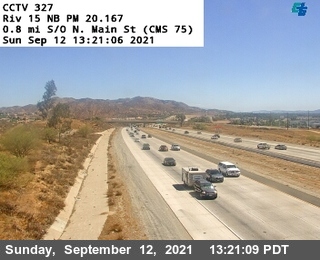 CCTV 327
Riv 15 NB PM 20.167
0.8 mi S/O N. Main St (CMS 75)
Sun Sep 12 13:21:06 2021
Sunday, September 12, 2021 13:21:09 PDT